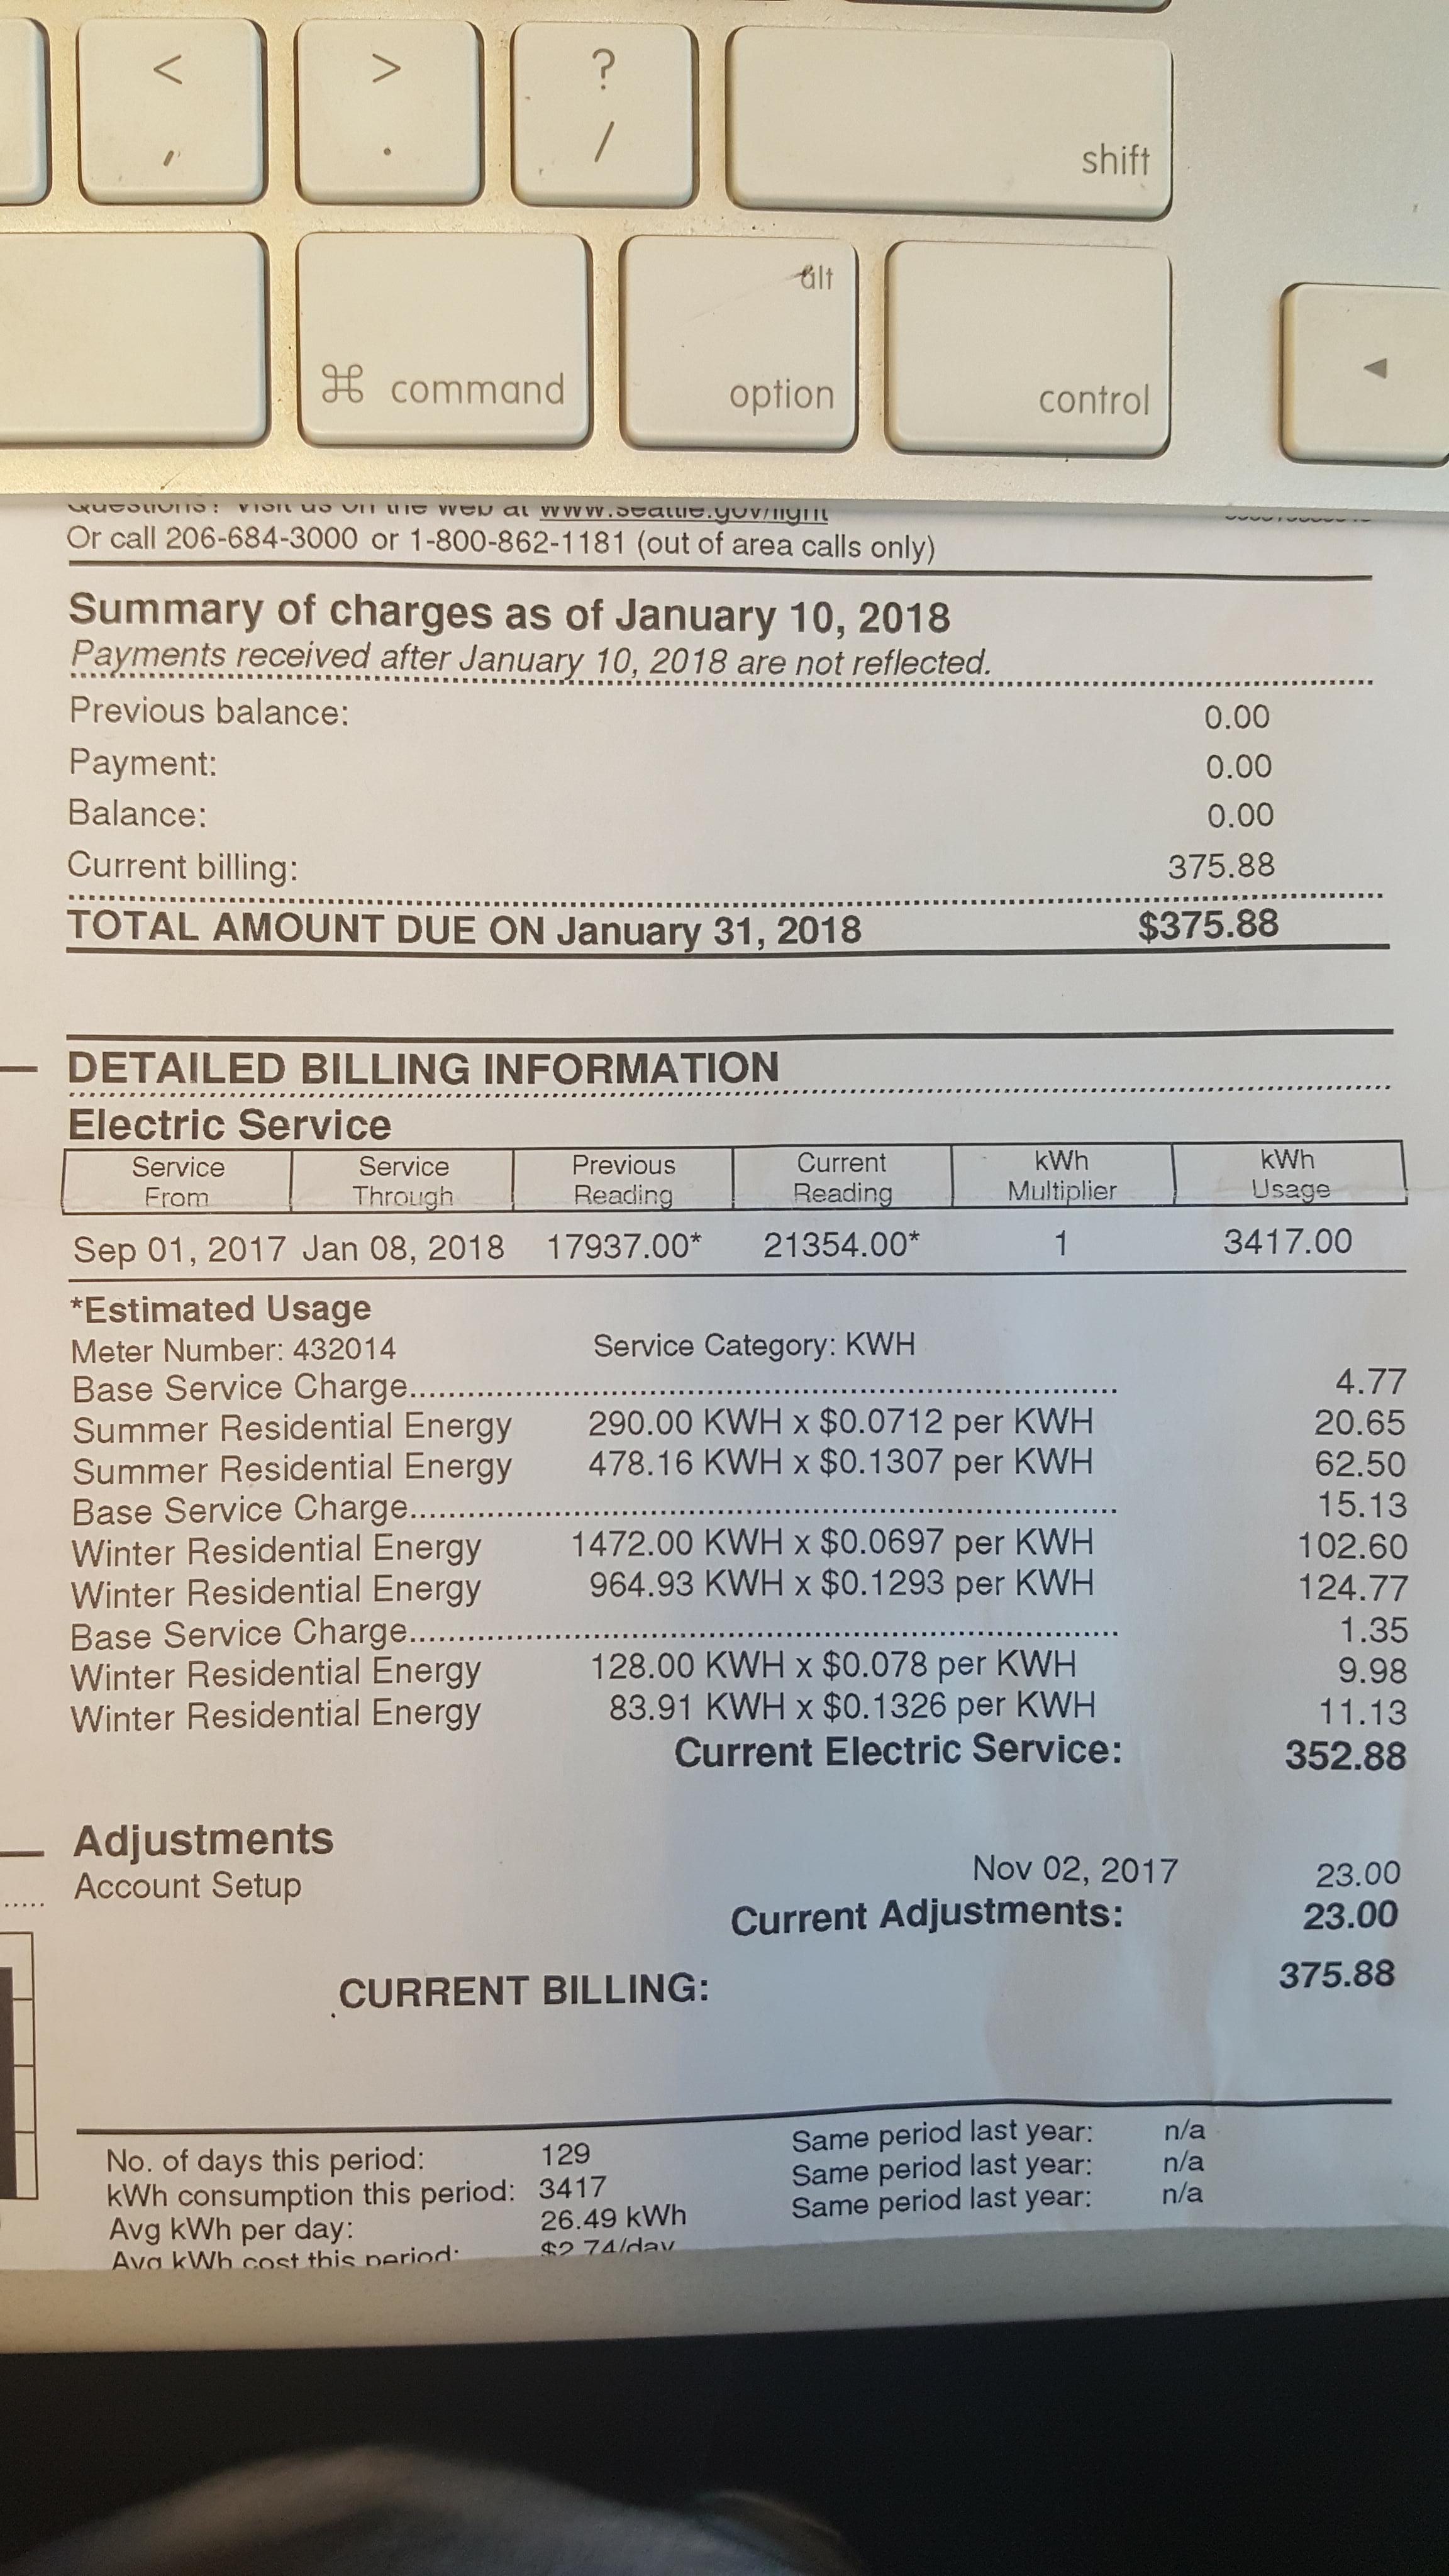 <
,
>
.
?
/
shift
⌘ command
alt
option
control
◀
Questions? Visit us on the web at www.seattle.gov/light
Or call 206-684-3000 or 1-800-862-1181 (out of area calls only)
Summary of charges as of January 10, 2018
Payments received after January 10, 2018 are not reflected.
Previous balance: 0.00
Payment: 0.00
Balance: 0.00
Current billing: 375.88
TOTAL AMOUNT DUE ON January 31, 2018 $375.88
DETAILED BILLING INFORMATION
Electric Service
Service From Service Through Previous Reading Current Reading kWh Multiplier kWh Usage
Sep 01, 2017 Jan 08, 2018 17937.00* 21354.00* 1 3417.00
*Estimated Usage
Meter Number: 432014 Service Category: KWH
Base Service Charge 4.77
Summer Residential Energy 290.00 KWH x $0.0712 per KWH 20.65
Summer Residential Energy 478.16 KWH x $0.1307 per KWH 62.50
Base Service Charge 15.13
Winter Residential Energy 1472.00 KWH x $0.0697 per KWH 102.60
Winter Residential Energy 964.93 KWH x $0.1293 per KWH 124.77
Base Service Charge 1.35
Winter Residential Energy 128.00 KWH x $0.078 per KWH 9.98
Winter Residential Energy 83.91 KWH x $0.1326 per KWH 11.13
Current Electric Service: 352.88
Adjustments
Account Setup Nov 02, 2017 23.00
Current Adjustments: 23.00
CURRENT BILLING: 375.88
No. of days this period: 129 Same period last year: n/a
kWh consumption this period: 3417 Same period last year: n/a
Avg kWh per day: 26.49 kWh Same period last year: n/a
Avg kWh cost this period: $2.74/day